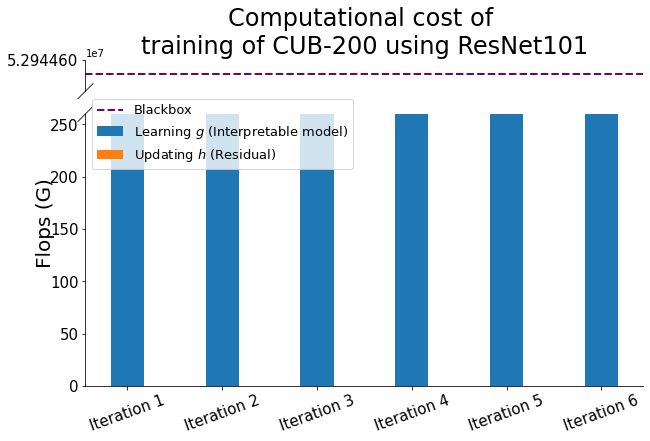 Computational cost of
training of CUB-200 using ResNet101
1e7
5.294460
Blackbox
Learning g (Interpretable model)
Updating h (Residual)
Flops (G)
250
200
150
100
50
0
Iteration 1
Iteration 2
Iteration 3
Iteration 4
Iteration 5
Iteration 6